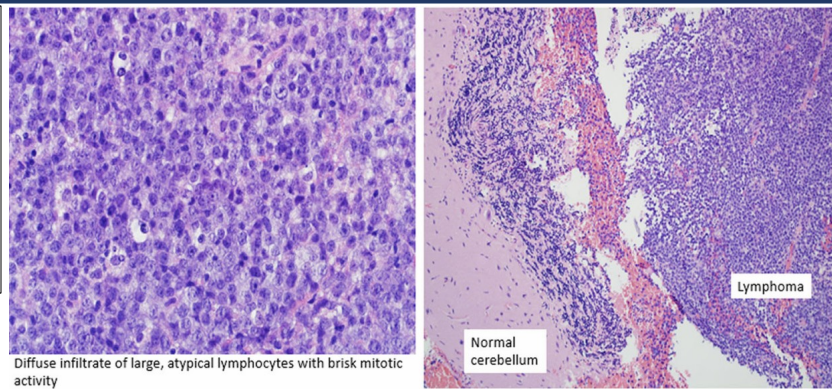 Diffuse infiltrate of large, atypical lymphocytes with brisk mitotic
activity
Normal
cerebellum
Lymphoma